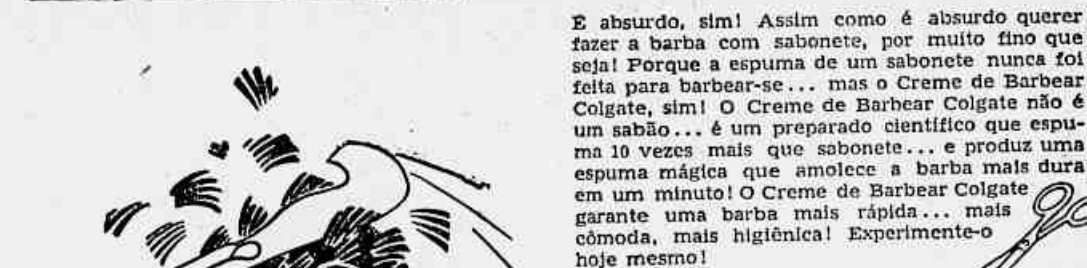 E absurdo, sim! Assim como é absurdo querer
fazer a barba com sabonete, por muito fino que
seja! Porque a espuma de um sabonete nunca foi
feita para barbear-se... mas o Creme de Barbear
Colgate, sim! O Creme de Barbear Colgate não é
um sabão... é um preparado científico que espu-
ma 10 vezes mais que sabonete... e produz uma
espuma mágica que amolece a barba mais dura
em um minuto! O Creme de Barbear Colgate
garante uma barba mais rápida... mais
cômoda, mais higiênica! Experimente-o
hoje mesmo!